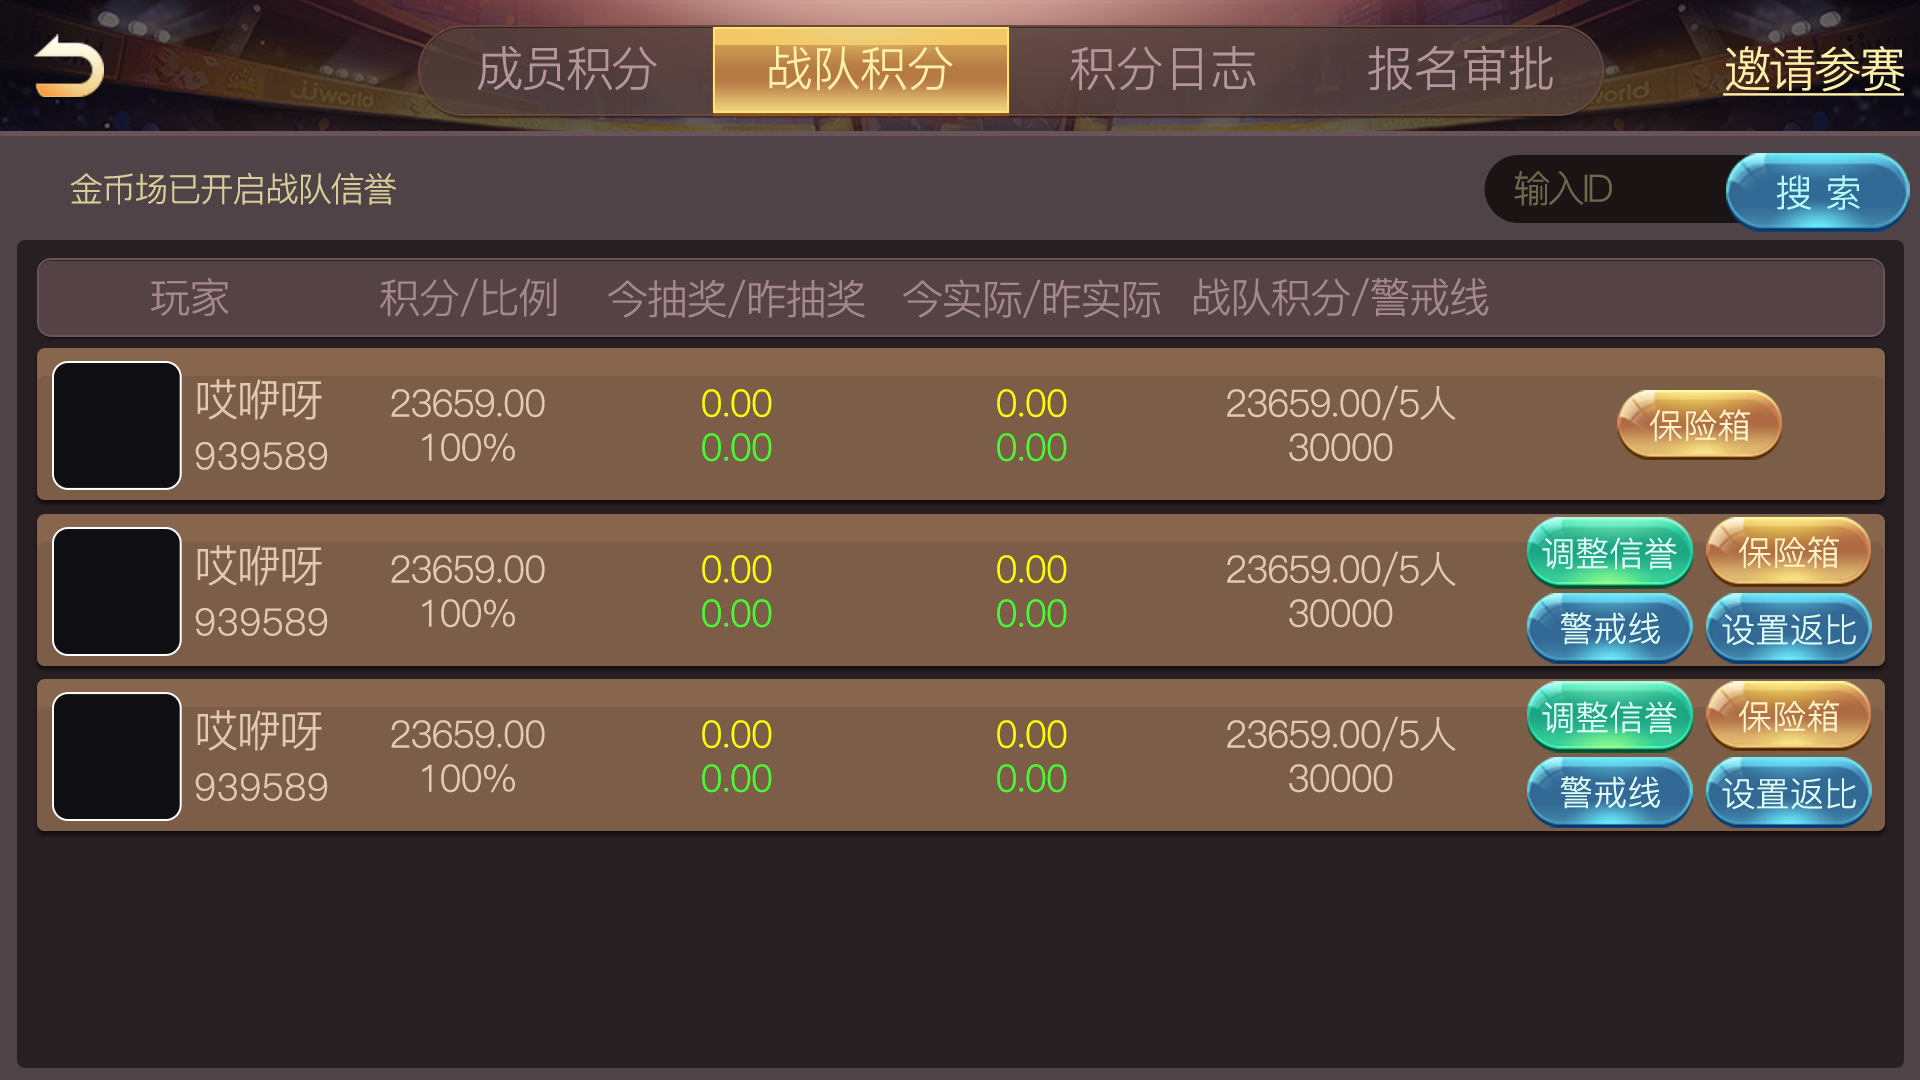 成员积分 战队积分 积分日志 报名审批 邀请参赛
JJworld
world
金币场已开启战队信誉 输入ID 搜索
玩家 积分/比例 今抽奖/昨抽奖 今实际/昨实际 战队积分/警戒线
哎咿呀 23659.00 0.00 0.00 23659.00/5人 保险箱
939589 100% 0.00 0.00 30000
哎咿呀 23659.00 0.00 0.00 23659.00/5人 调整信誉 保险箱
939589 100% 0.00 0.00 30000 警戒线 设置返比
哎咿呀 23659.00 0.00 0.00 23659.00/5人 调整信誉 保险箱
939589 100% 0.00 0.00 30000 警戒线 设置返比